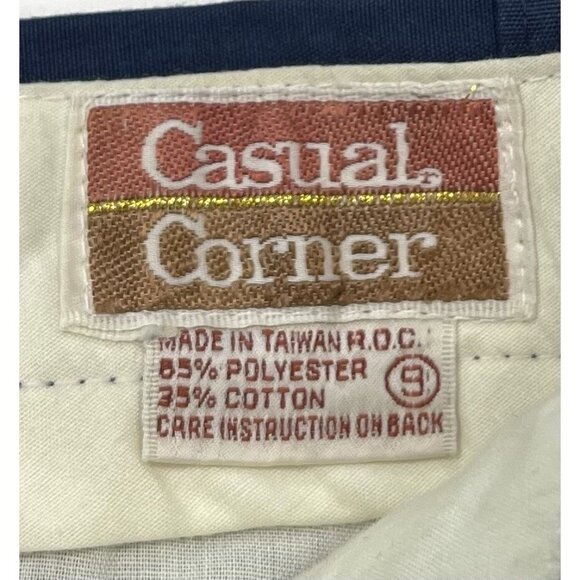 Casual
Corner
MADE IN TAIWAN R.O.C.
65% POLYESTER 9
35% COTTON
CARE INSTRUCTION ON BACK